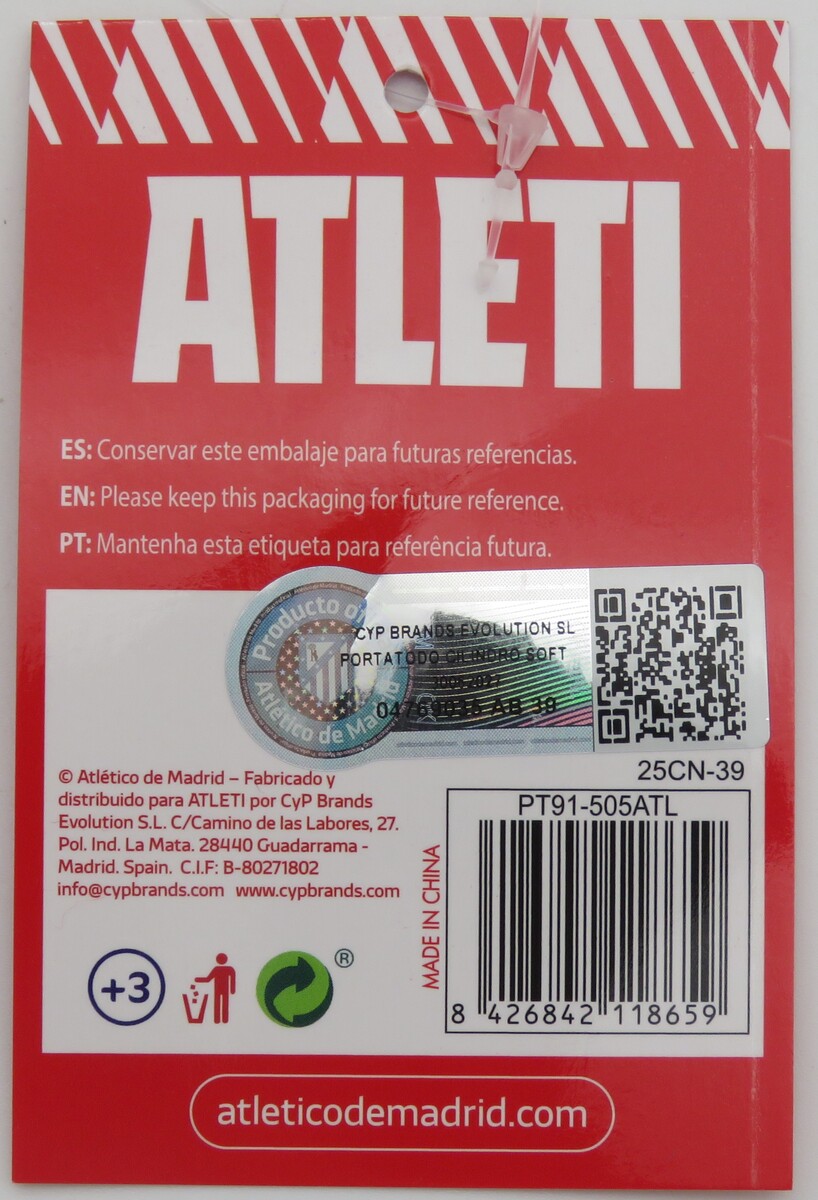 ATLETI
ES: Conservar este embalaje para futuras referencias.
EN: Please keep this packaging for future reference.
PT: Mantenha esta etiqueta para referência futura.
Producto
Atlético de Madrid
CYP BRANDS EVOLUTION SL
PORTATODO CILINDRO SOFT
AB 39
25CN-39
© Atlético de Madrid – Fabricado y
distribuido para ATLETI por CyP Brands
Evolution S.L. C/Camino de las Labores, 27.
Pol. Ind. La Mata. 28440 Guadarrama -
Madrid. Spain. C.I.F: B-80271802
info@cypbrands.com www.cypbrands.com
MADE IN CHINA
PT91-505ATL
8 426842 118659
+3
®
atleticodemadrid.com